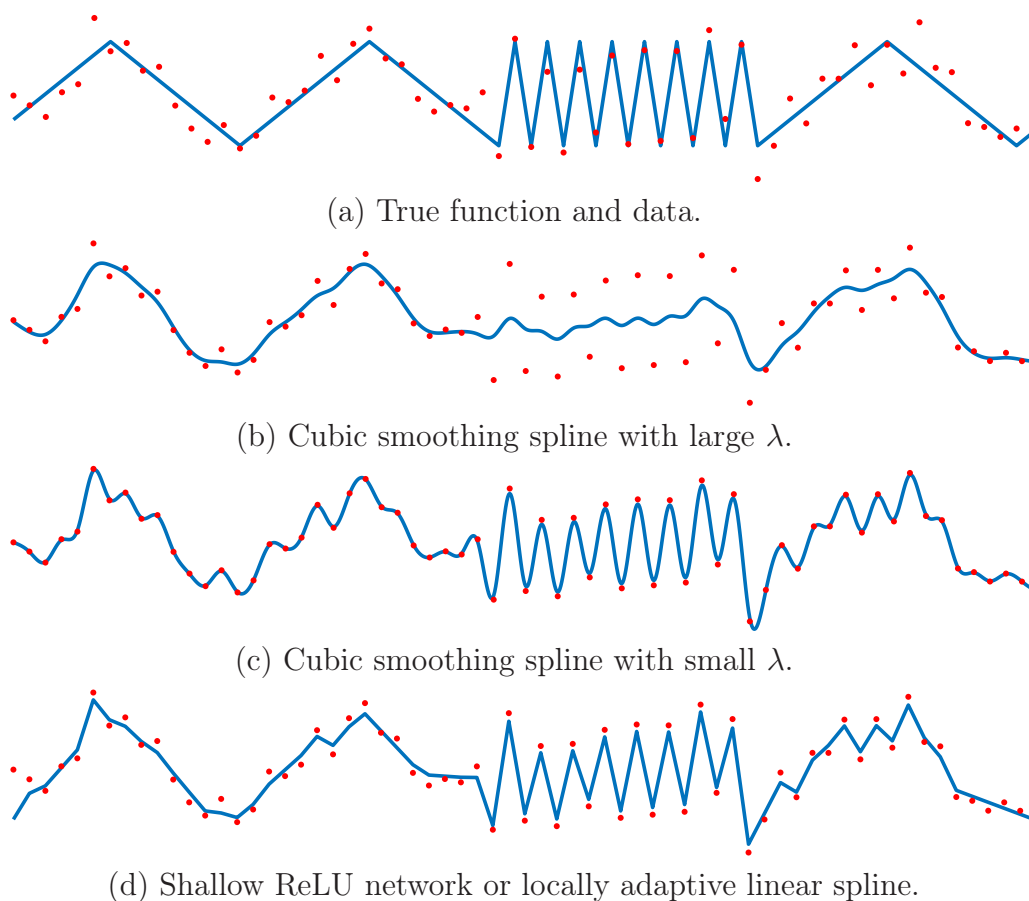 (a) True function and data.
(b) Cubic smoothing spline with large λ.
(c) Cubic smoothing spline with small λ.
(d) Shallow ReLU network or locally adaptive linear spline.